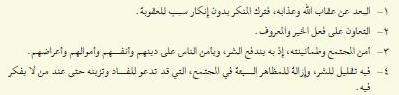 ١- البعد عن عقاب الله وعذابه، فترك المنكر بدون إنكار سبب للعقوبة.
٢- التعاون على فعل الخير والمعروف.
٣- أمن المجتمع وطمأنينته، إذ به يندفع الشر، ويأمن الناس على دينهم وأنفسهم وأموالهم وأعراضهم.
٤- فيه تقليل للشر، وإزالة للمظاهر السيئة في المجتمع، التي قد تدعو للفساد وتزينه حتى عند من لا يفكر
فيه.